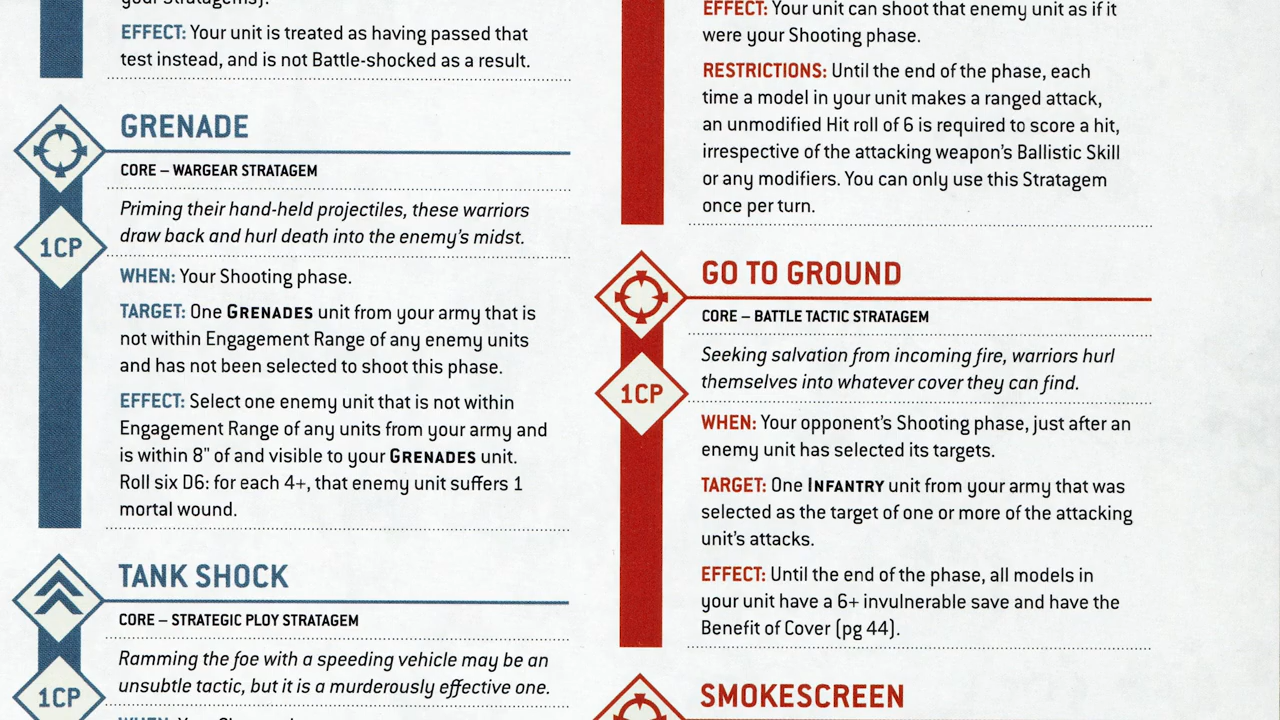 your Stratagems).
EFFECT: Your unit is treated as having passed that
test instead, and is not Battle-shocked as a result.
GRENADE
CORE – WARGEAR STRATAGEM
Priming their hand-held projectiles, these warriors
draw back and hurl death into the enemy's midst.
1CP
WHEN: Your Shooting phase.
TARGET: One GRENADES unit from your army that is
not within Engagement Range of any enemy units
and has not been selected to shoot this phase.
EFFECT: Select one enemy unit that is not within
Engagement Range of any units from your army and
is within 8" of and visible to your GRENADES unit.
Roll six D6: for each 4+, that enemy unit suffers 1
mortal wound.
TANK SHOCK
CORE – STRATEGIC PLOY STRATAGEM
Ramming the foe with a speeding vehicle may be an
unsubtle tactic, but it is a murderously effective one.
1CP
EFFECT: Your unit can shoot that enemy unit as if it
were your Shooting phase.
RESTRICTIONS: Until the end of the phase, each
time a model in your unit makes a ranged attack,
an unmodified Hit roll of 6 is required to score a hit,
irrespective of the attacking weapon's Ballistic Skill
or any modifiers. You can only use this Stratagem
once per turn.
GO TO GROUND
CORE – BATTLE TACTIC STRATAGEM
Seeking salvation from incoming fire, warriors hurl
themselves into whatever cover they can find.
1CP
WHEN: Your opponent's Shooting phase, just after an
enemy unit has selected its targets.
TARGET: One INFANTRY unit from your army that was
selected as the target of one or more of the attacking
unit's attacks.
EFFECT: Until the end of the phase, all models in
your unit have a 6+ invulnerable save and have the
Benefit of Cover (pg 44).
SMOKESCREEN